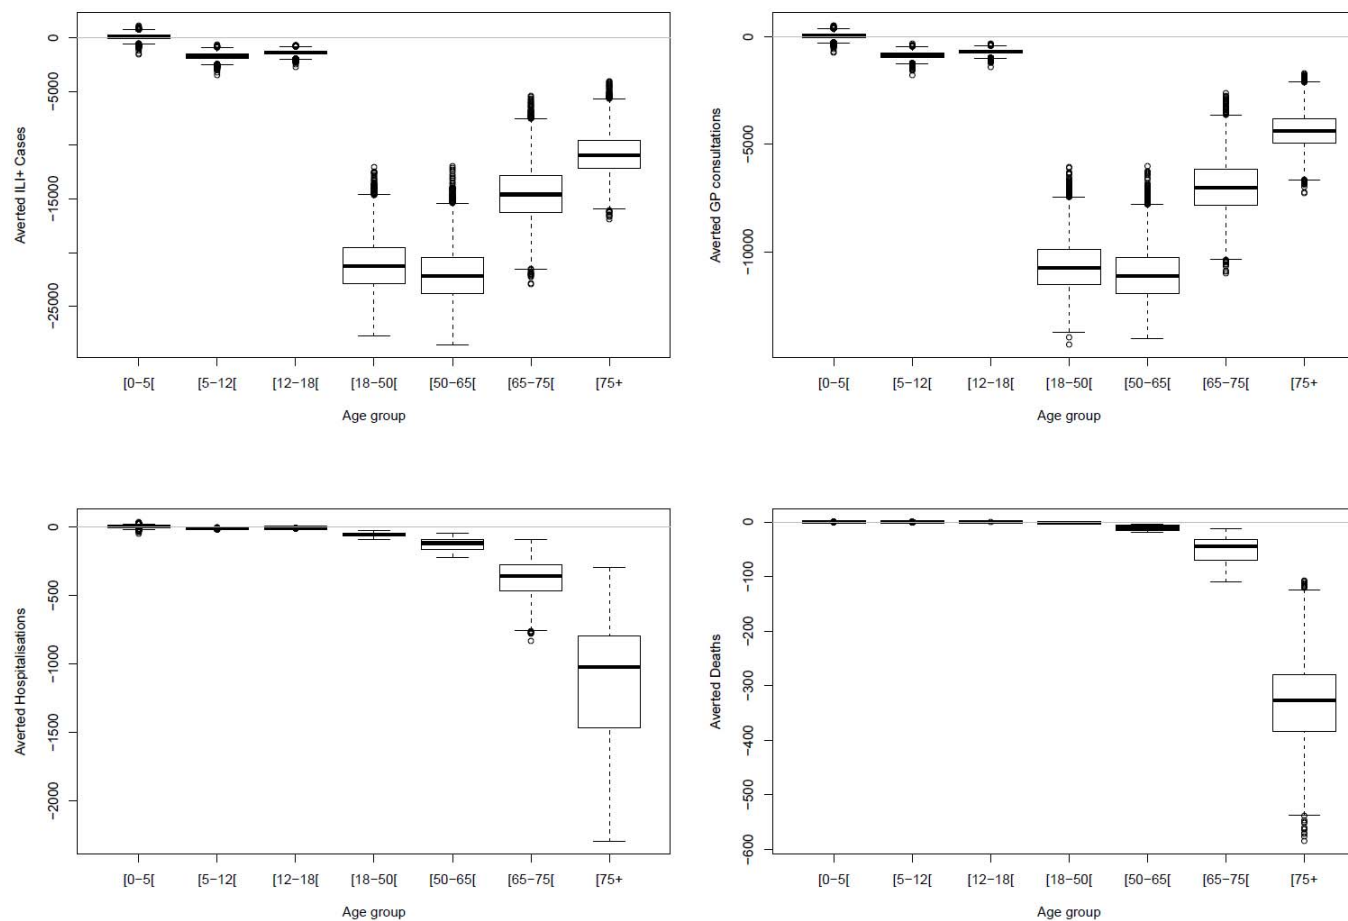 Averted ILI+ Cases
0
−5000
−15000
−25000
[0−5[ [5−12[ [12−18[ [18−50[ [50−65[ [65−75[ [75+
Age group
Averted GP consultations
0
−5000
−10000
[0−5[ [5−12[ [12−18[ [18−50[ [50−65[ [65−75[ [75+
Age group
Averted Hospitalisations
0
−500
−1000
−1500
−2000
[0−5[ [5−12[ [12−18[ [18−50[ [50−65[ [65−75[ [75+
Age group
Averted Deaths
0
−100
−200
−300
−400
−500
−600
[0−5[ [5−12[ [12−18[ [18−50[ [50−65[ [65−75[ [75+
Age group